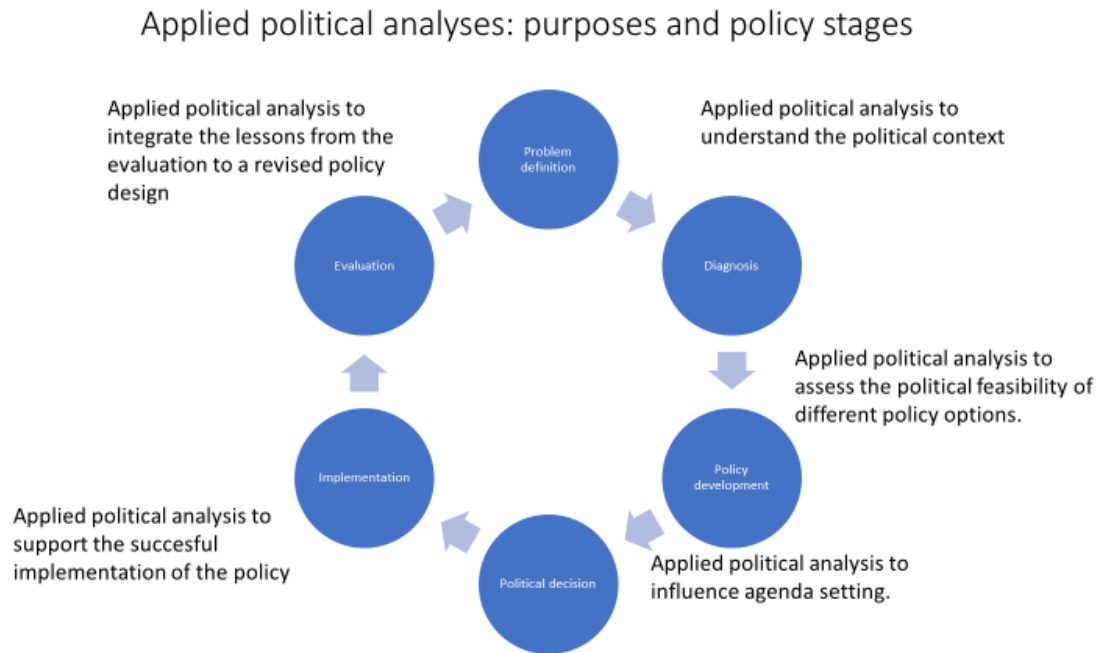 Applied political analyses: purposes and policy stages
Applied political analysis to
integrate the lessons from the
evaluation to a revised policy
design
Problem
definition
Applied political analysis to
understand the political context
Evaluation
Diagnosis
Applied political analysis to
assess the political feasibility of
different policy options.
Implementation
Policy
development
Applied political analysis to
support the succesful
implementation of the policy
Political decision
Applied political analysis to
influence agenda setting.